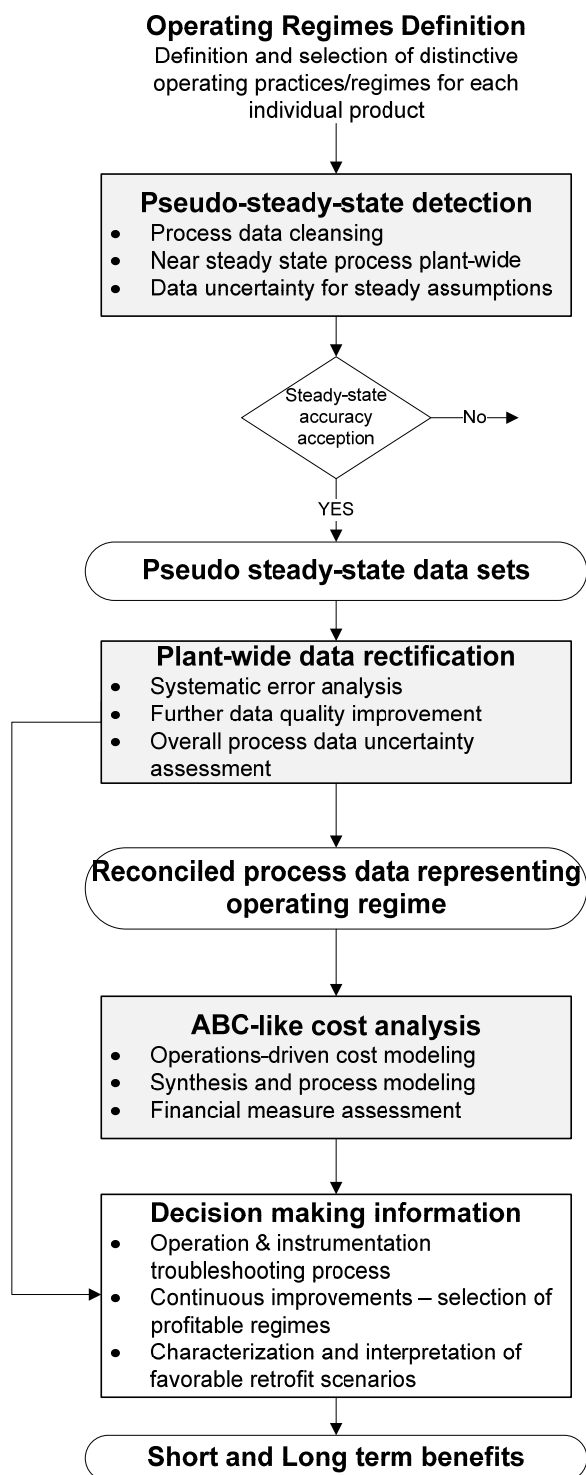 Operating Regimes Definition
Definition and selection of distinctive
operating practices/regimes for each
individual product
Pseudo-steady-state detection
• Process data cleansing
• Near steady state process plant-wide
• Data uncertainty for steady assumptions
Steady-state
accuracy
acception
No
YES
Pseudo steady-state data sets
Plant-wide data rectification
• Systematic error analysis
• Further data quality improvement
• Overall process data uncertainty
assessment
Reconciled process data representing
operating regime
ABC-like cost analysis
• Operations-driven cost modeling
• Synthesis and process modeling
• Financial measure assessment
Decision making information
• Operation & instrumentation
troubleshooting process
• Continuous improvements – selection of
profitable regimes
• Characterization and interpretation of
favorable retrofit scenarios
Short and Long term benefits